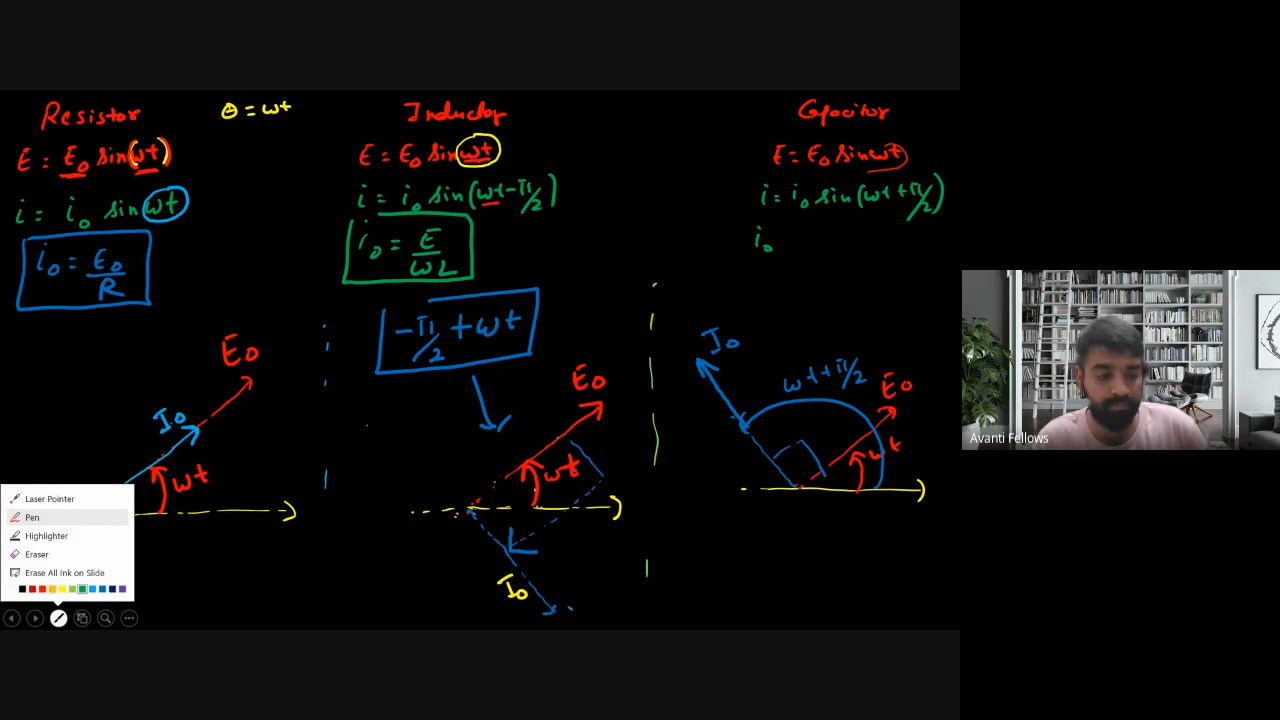 Resistor
θ = ωt
E = E₀ sin(ωt)
i = i₀ sin ωt
i₀ = E₀/R
E₀
I₀
ωt
Inductor
E = E₀ sin ωt
i = i₀ sin(ωt - π/2)
i₀ = E/ωL
-π/2 + ωt
E₀
ωt
I₀
Capacitor
E = E₀ sin ωt
i = i₀ sin(ωt + π/2)
i₀
I₀
ωt + π/2
E₀
ωt
Laser Pointer
Pen
Highlighter
Eraser
Erase All Ink on Slide
Avanti Fellows